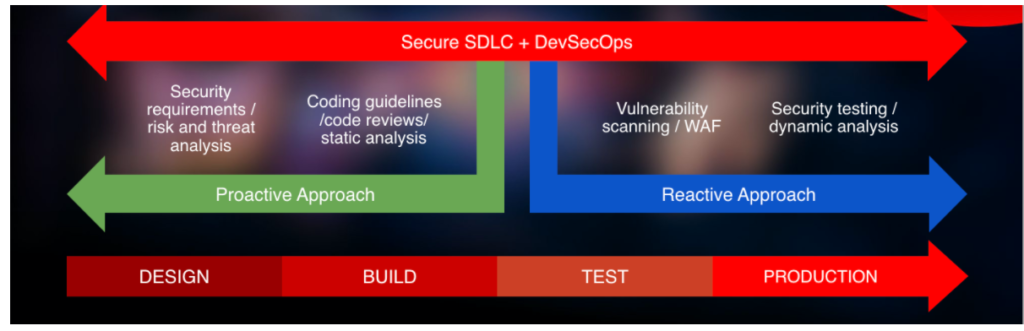 Secure SDLC + DevSecOps
Security
requirements /
risk and threat
analysis
Coding guidelines
/code reviews/
static analysis
Vulnerability
scanning / WAF
Security testing /
dynamic analysis
Proactive Approach
Reactive Approach
DESIGN
BUILD
TEST
PRODUCTION